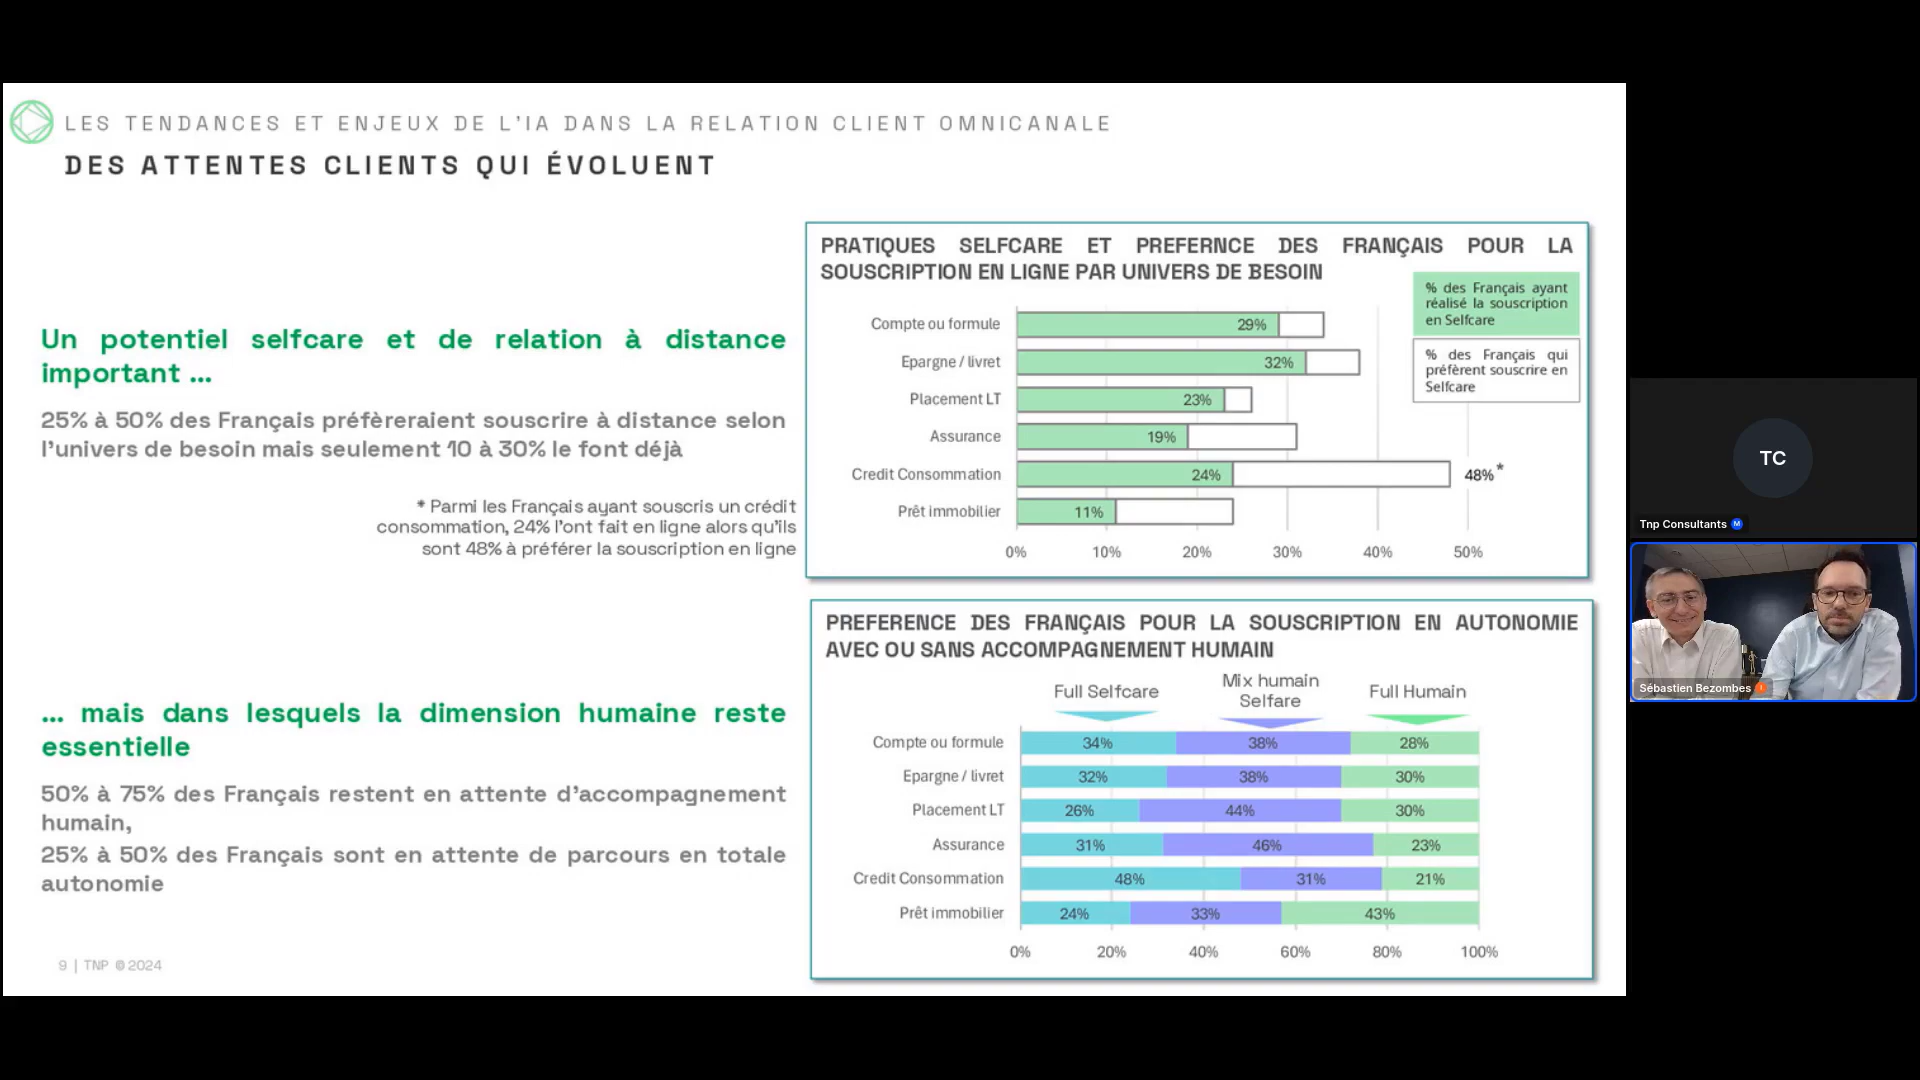 LES TENDANCES ET ENJEUX DE L'IA DANS LA RELATION CLIENT OMNICANALE
DES ATTENTES CLIENTS QUI ÉVOLUENT
Un potentiel selfcare et de relation à distance
important ...
25% à 50% des Français préfèreraient souscrire à distance selon
l'univers de besoin mais seulement 10 à 30% le font déjà
* Parmi les Français ayant souscris un crédit
consommation, 24% l'ont fait en ligne alors qu'ils
sont 48% à préférer la souscription en ligne
... mais dans lesquels la dimension humaine reste
essentielle
50% à 75% des Français restent en attente d'accompagnement
humain,
25% à 50% des Français sont en attente de parcours en totale
autonomie
9 | TNP © 2024
PRATIQUES SELFCARE ET PREFERNCE DES FRANÇAIS POUR LA
SOUSCRIPTION EN LIGNE PAR UNIVERS DE BESOIN
% des Français ayant
réalisé la souscription
en Selfcare
% des Français qui
préfèrent souscrire en
Selfcare
Compte ou formule 29%
Epargne / livret 32%
Placement LT 23%
Assurance 19%
Credit Consommation 24% 48%*
Prêt immobilier 11%
0% 10% 20% 30% 40% 50%
PREFERENCE DES FRANÇAIS POUR LA SOUSCRIPTION EN AUTONOMIE
AVEC OU SANS ACCOMPAGNEMENT HUMAIN
Full Selfcare
Mix humain
Selfare
Full Humain
Compte ou formule 34% 38% 28%
Epargne / livret 32% 38% 30%
Placement LT 26% 44% 30%
Assurance 31% 46% 23%
Credit Consommation 48% 31% 21%
Prêt immobilier 24% 33% 43%
0% 20% 40% 60% 80% 100%
TC
Tnp Consultants M
Sébastien Bezombes